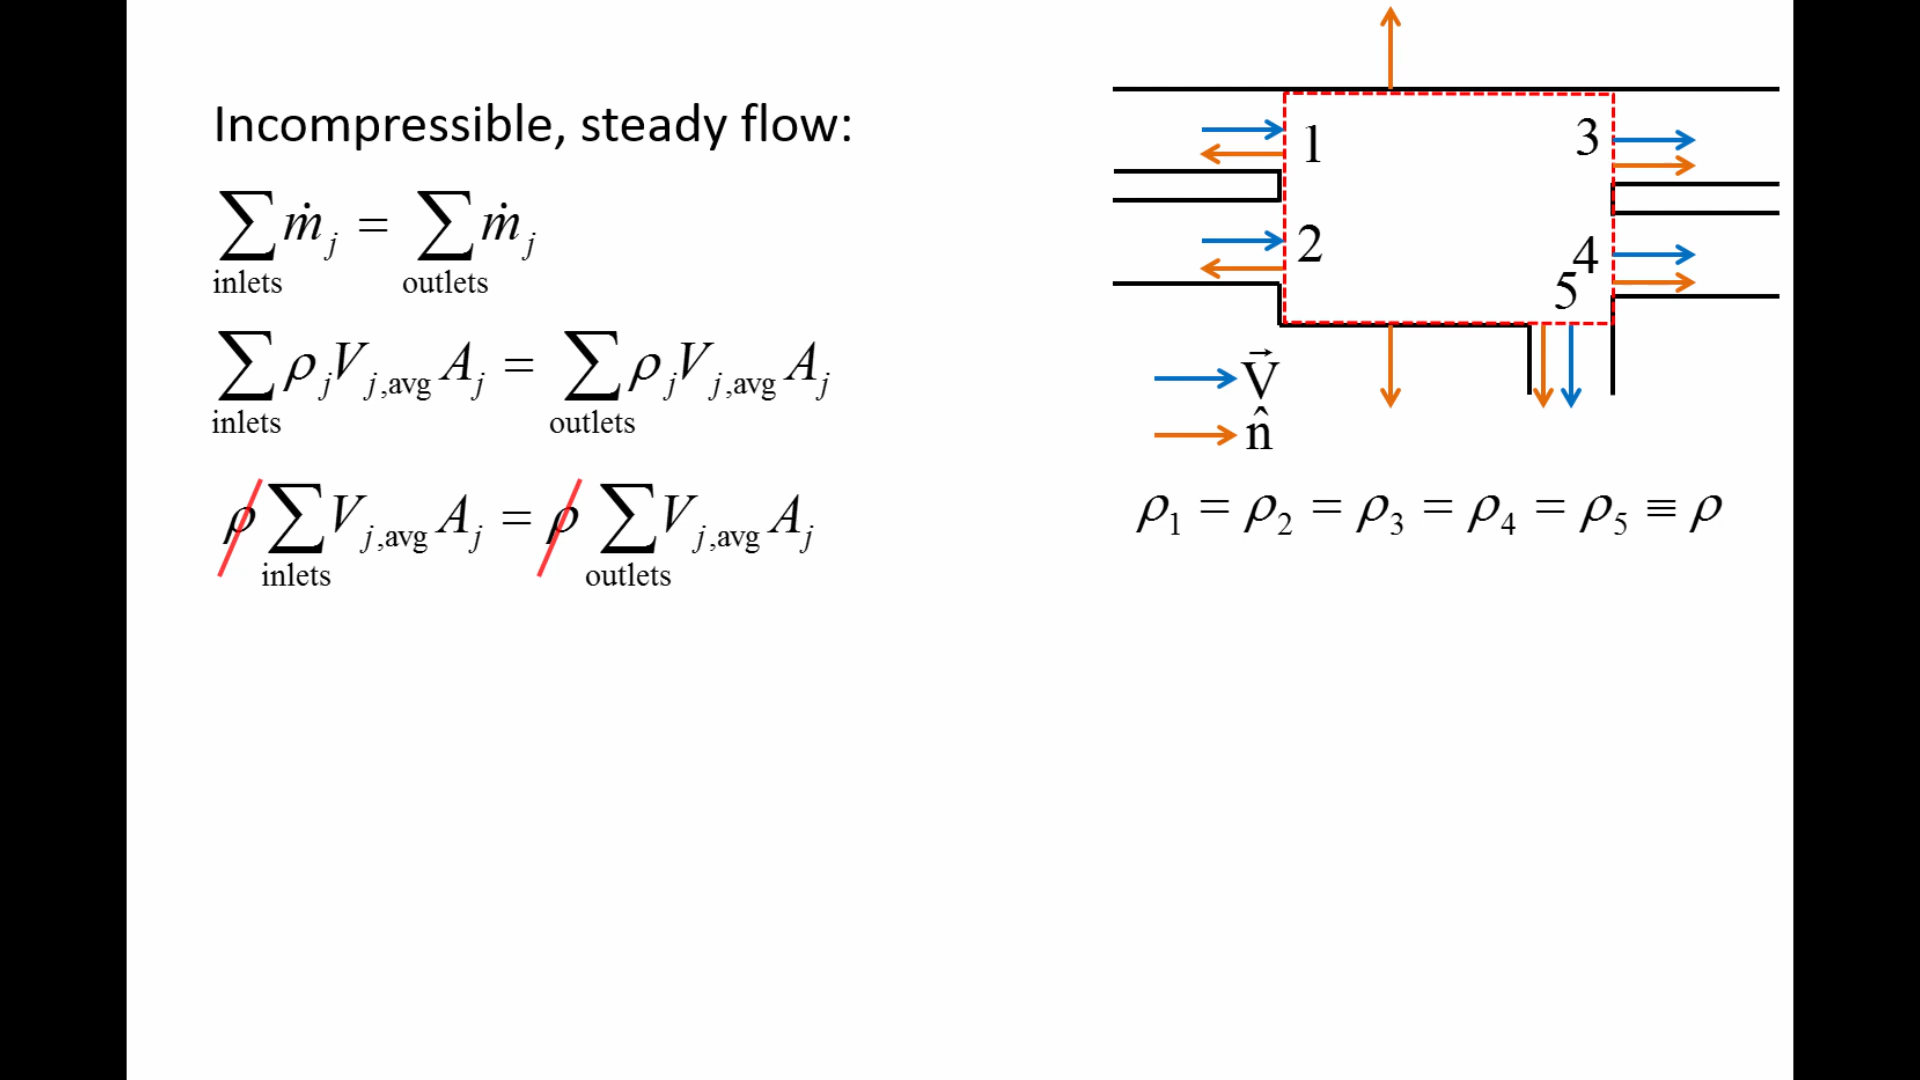 Incompressible, steady flow:
∑ ṁ_j = ∑ ṁ_j
inlets outlets
∑ ρ_j V_j,avg A_j = ∑ ρ_j V_j,avg A_j
inlets outlets
ρ ∑ V_j,avg A_j = ρ ∑ V_j,avg A_j
inlets outlets
1 3
2 4
5
V⃗
n̂
ρ₁ = ρ₂ = ρ₃ = ρ₄ = ρ₅ ≡ ρ